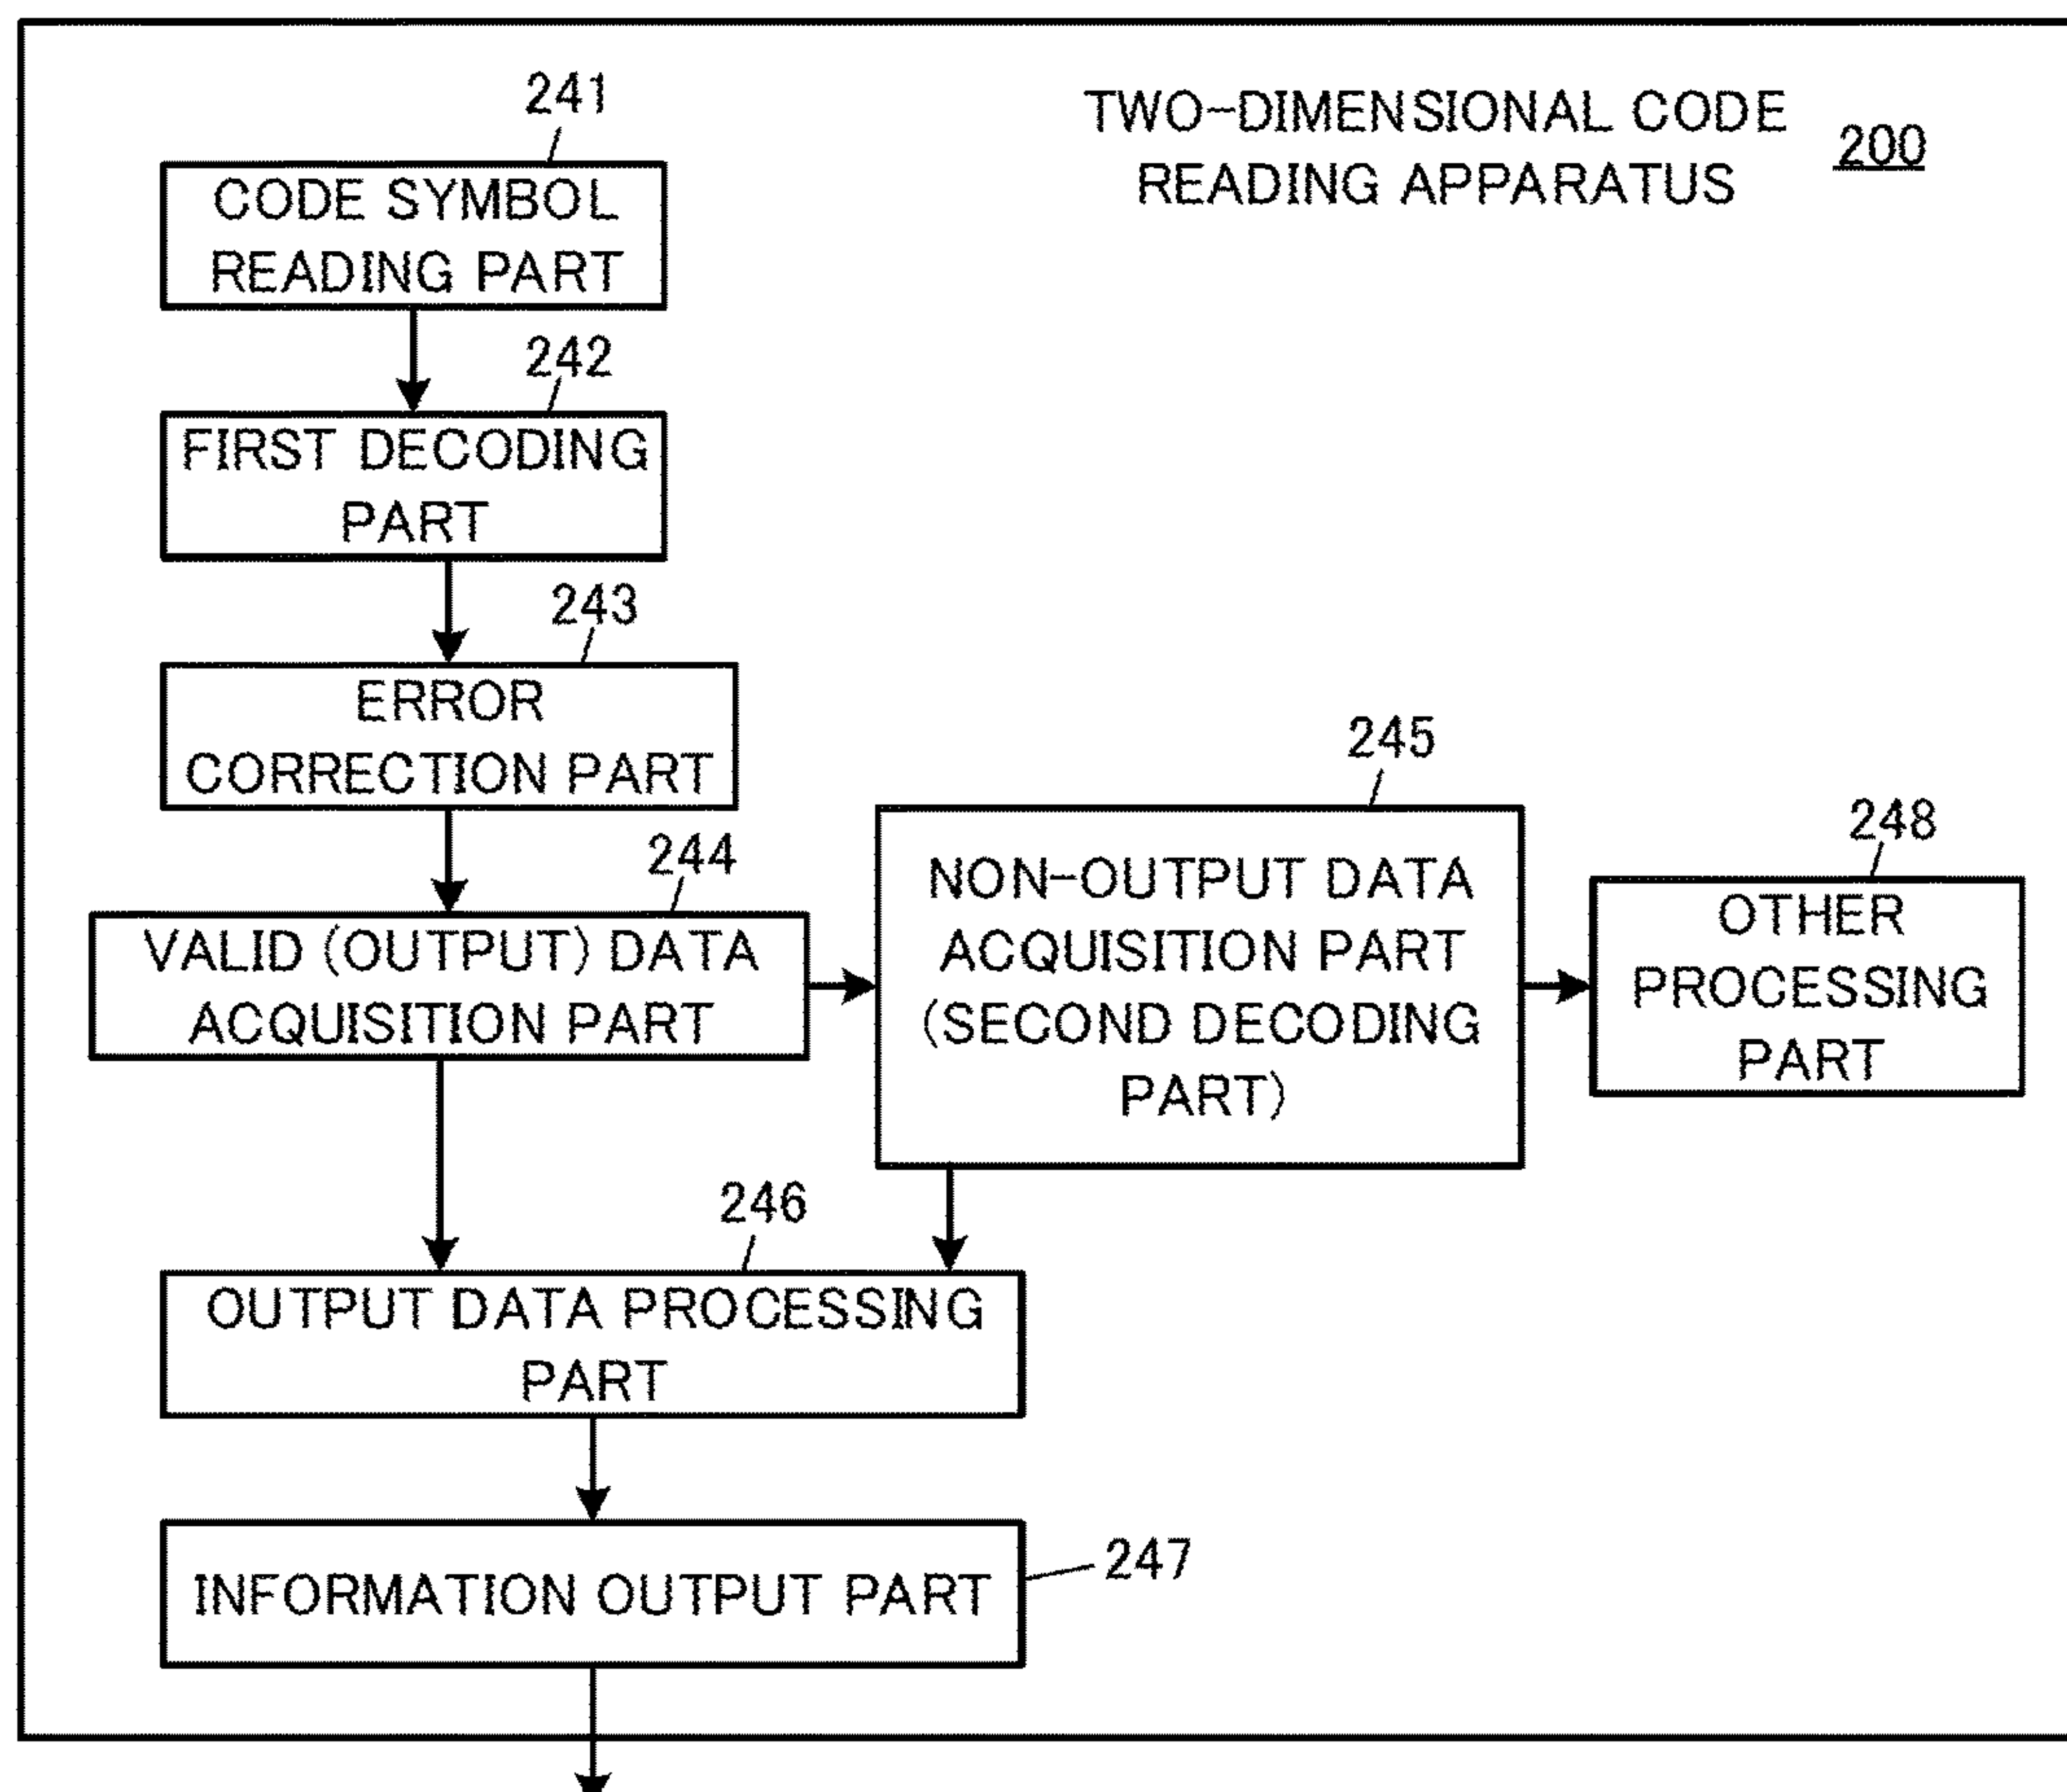 241
TWO-DIMENSIONAL CODE
READING APPARATUS
200
CODE SYMBOL
READING PART
242
FIRST DECODING
PART
243
ERROR
CORRECTION PART
244
VALID (OUTPUT) DATA
ACQUISITION PART
245
NON-OUTPUT DATA
ACQUISITION PART
(SECOND DECODING
PART)
248
OTHER
PROCESSING
PART
246
OUTPUT DATA PROCESSING
PART
INFORMATION OUTPUT PART
247